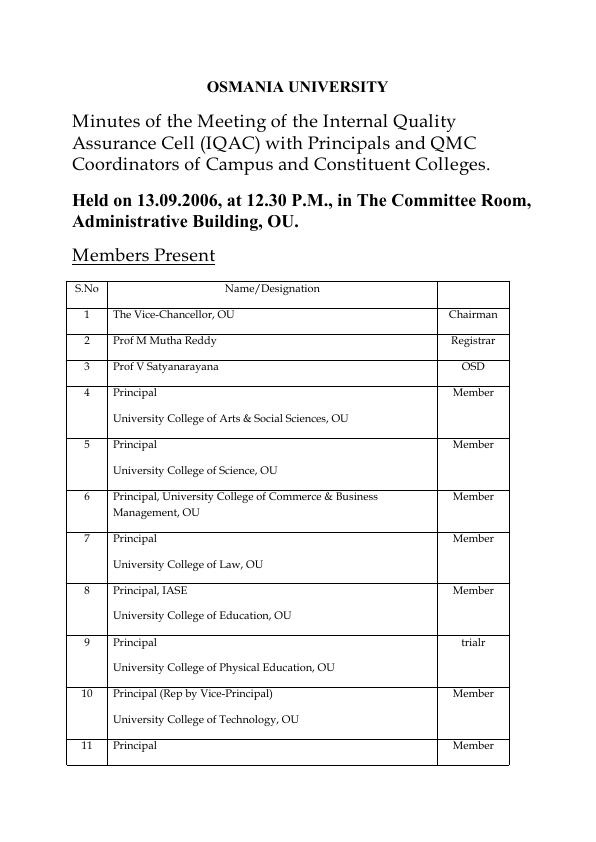 OSMANIA UNIVERSITY
Minutes of the Meeting of the Internal Quality
Assurance Cell (IQAC) with Principals and QMC
Coordinators of Campus and Constituent Colleges.
Held on 13.09.2006, at 12.30 P.M., in The Committee Room,
Administrative Building, OU.
Members Present
S.No Name/Designation
1 The Vice-Chancellor, OU Chairman
2 Prof M Mutha Reddy Registrar
3 Prof V Satyanarayana OSD
4 Principal Member
University College of Arts & Social Sciences, OU
5 Principal Member
University College of Science, OU
6 Principal, University College of Commerce & Business Member
Management, OU
7 Principal Member
University College of Law, OU
8 Principal, IASE Member
University College of Education, OU
9 Principal trialr
University College of Physical Education, OU
10 Principal (Rep by Vice-Principal) Member
University College of Technology, OU
11 Principal Member